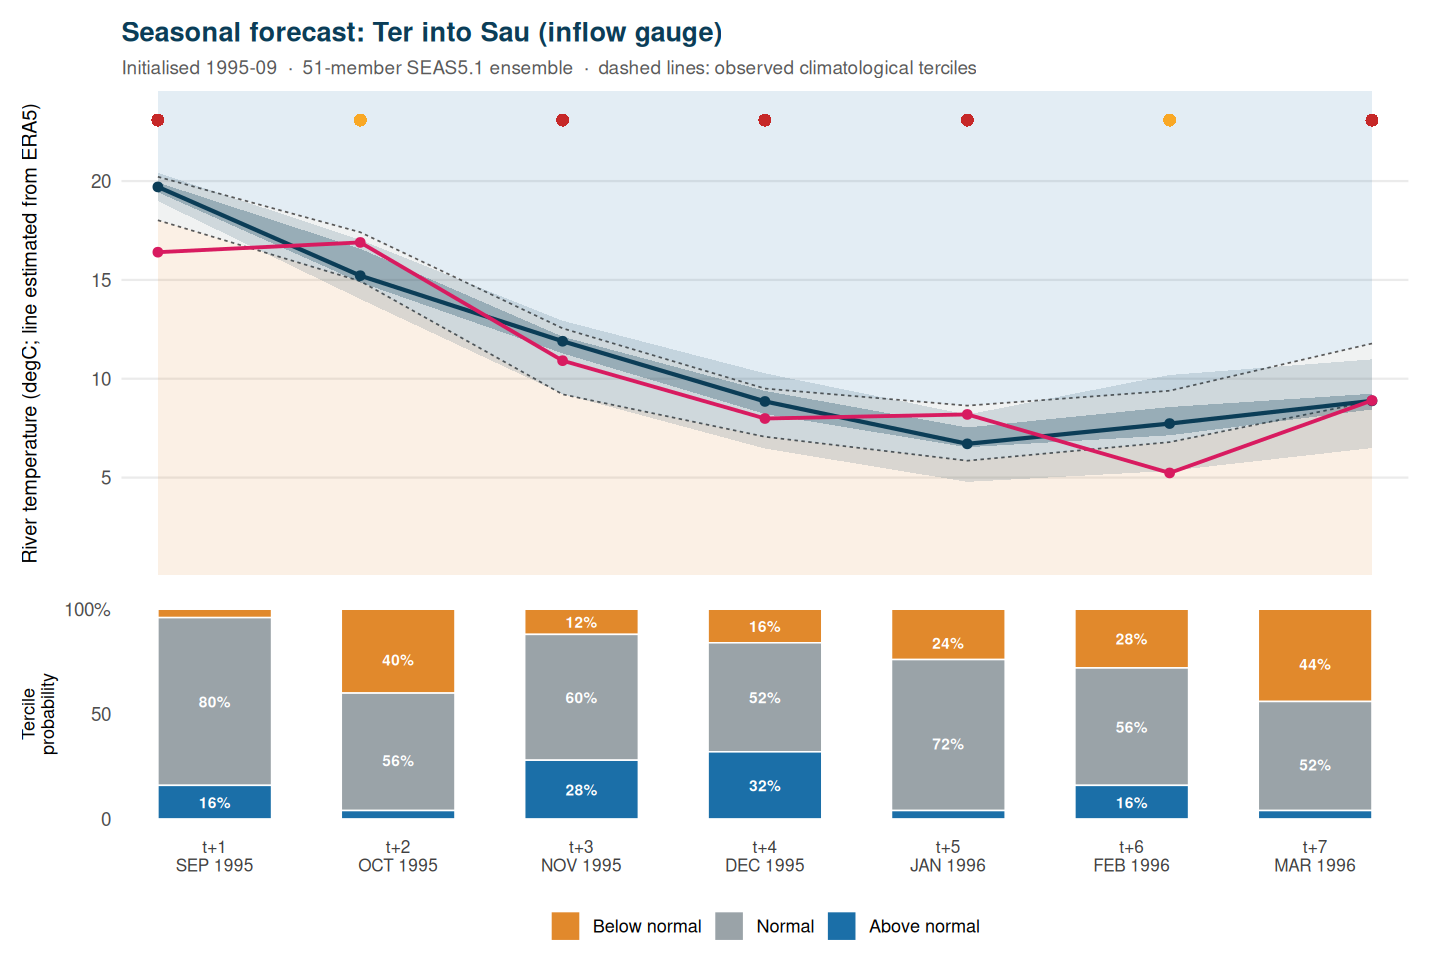 Seasonal forecast: Ter into Sau (inflow gauge)
Initialised 1995-09 · 51-member SEAS5.1 ensemble · dashed lines: observed climatological terciles
River temperature (degC; line estimated from ERA5)
20
15
10
5
Tercile
probability
100%
50
0
12%
16%
24%
28%
40%
44%
80%
60%
52%
56%
72%
56%
52%
16%
28%
32%
16%
t+1
SEP 1995
t+2
OCT 1995
t+3
NOV 1995
t+4
DEC 1995
t+5
JAN 1996
t+6
FEB 1996
t+7
MAR 1996
Below normal
Normal
Above normal